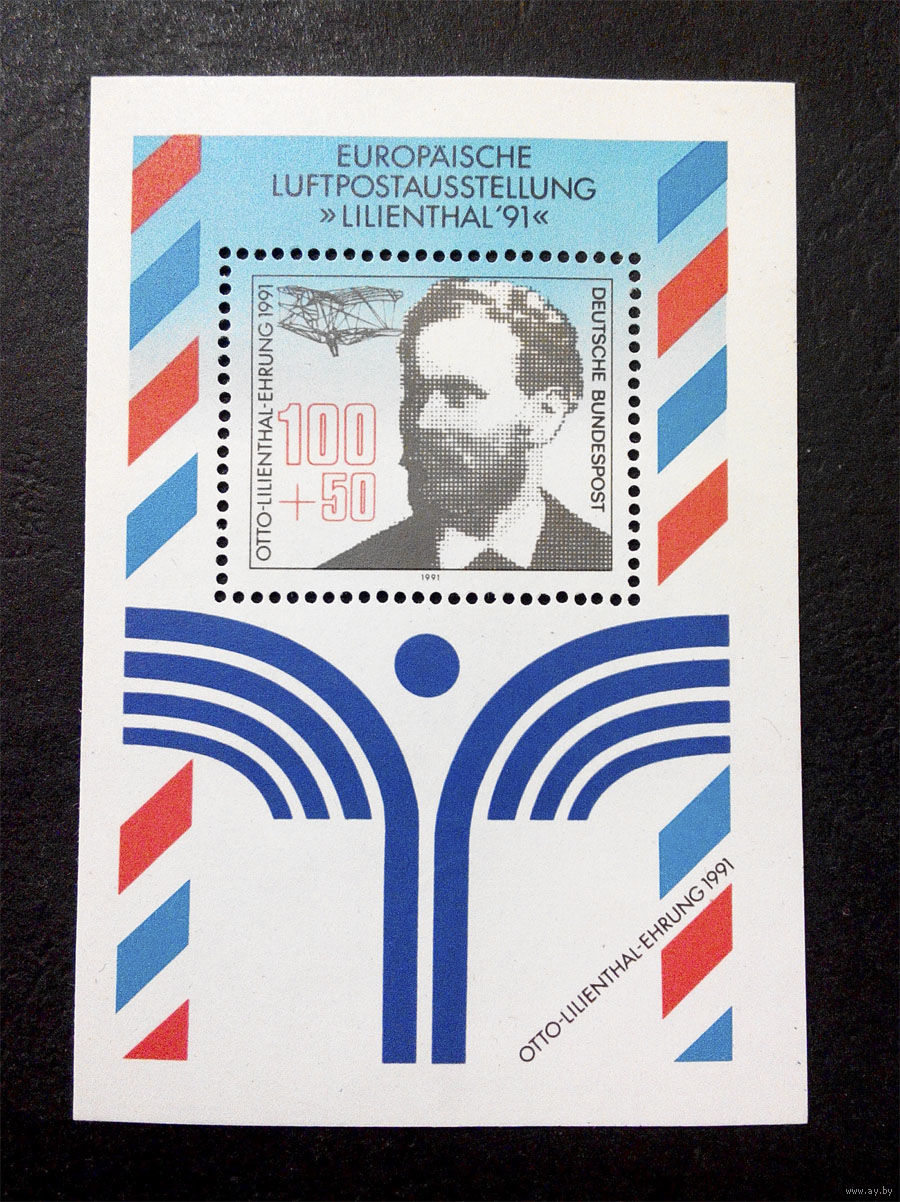 EUROPÄISCHE
LUFTPOSTAUSSTELLUNG
»LILIENTHAL'91«
OTTO-LILIENTHAL-EHRUNG 1991
100
+50
DEUTSCHE BUNDESPOST
1991
OTTO-LILIENTHAL-EHRUNG 1991
www.ay.by